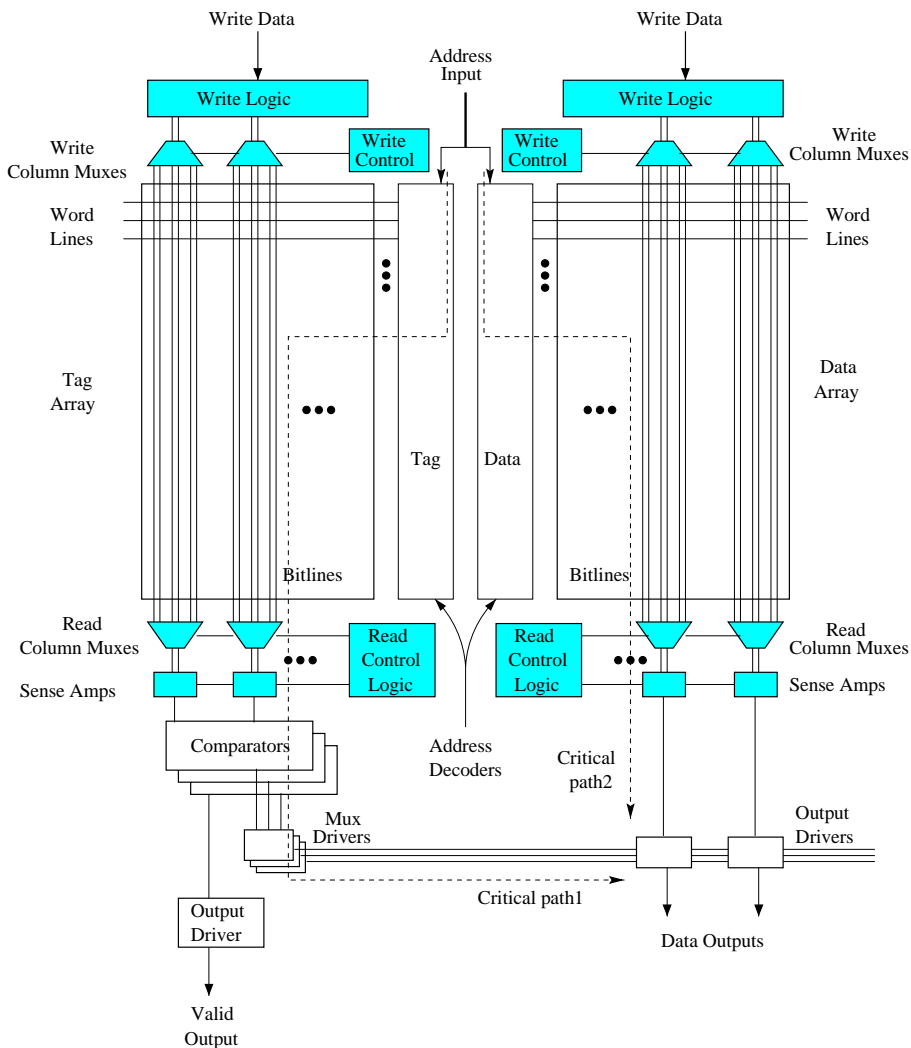 Write Data
Write Data
Address
Input
Write Logic
Write Logic
Write
Column Muxes
Write
Control
Write
Control
Write
Column Muxes
Word
Lines
Word
Lines
Tag
Array
Data
Array
Tag
Data
Bitlines
Bitlines
Read
Column Muxes
Read
Control
Logic
Read
Control
Logic
Read
Column Muxes
Sense Amps
Sense Amps
Comparators
Address
Decoders
Critical
path2
Mux
Drivers
Output
Drivers
Critical path1
Output
Driver
Data Outputs
Valid
Output